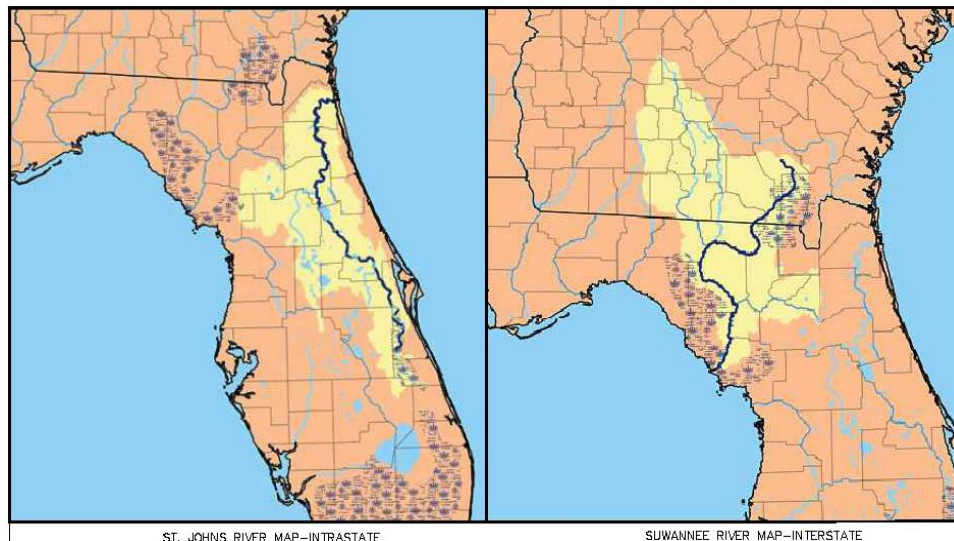 ST. JOHNS RIVER MAP-INTRASTATE
SUWANNEE RIVER MAP-INTERSTATE